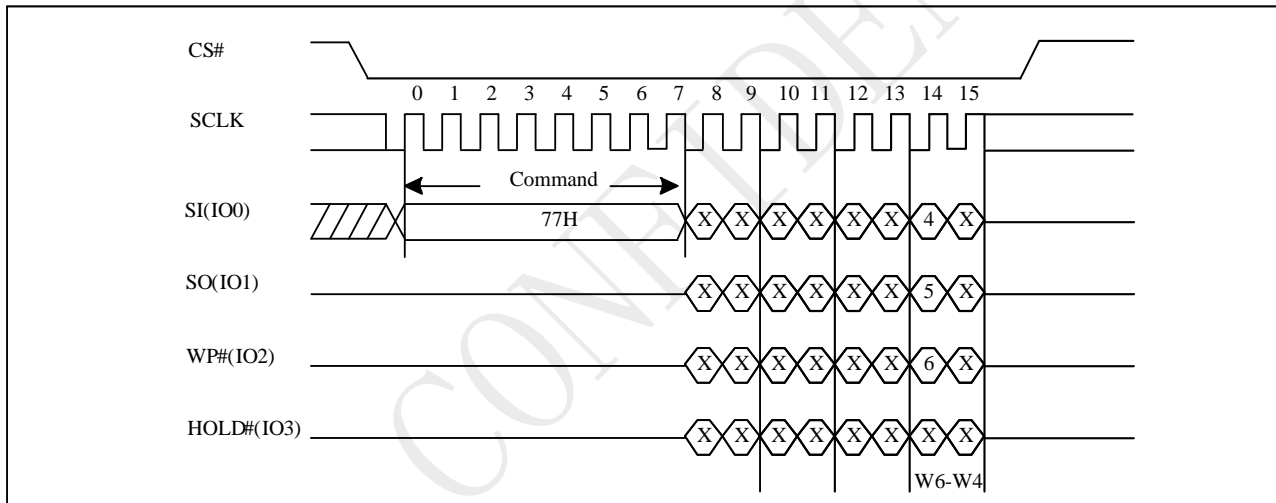 CONFIDEN
CS#
0 1 2 3 4 5 6 7 8 9 10 11 12 13 14 15
SCLK
Command
SI(IO0) 77H X X X X X X 4 X
SO(IO1) X X X X X X 5 X
WP#(IO2) X X X X X X 6 X
HOLD#(IO3) X X X X X X X X
W6-W4